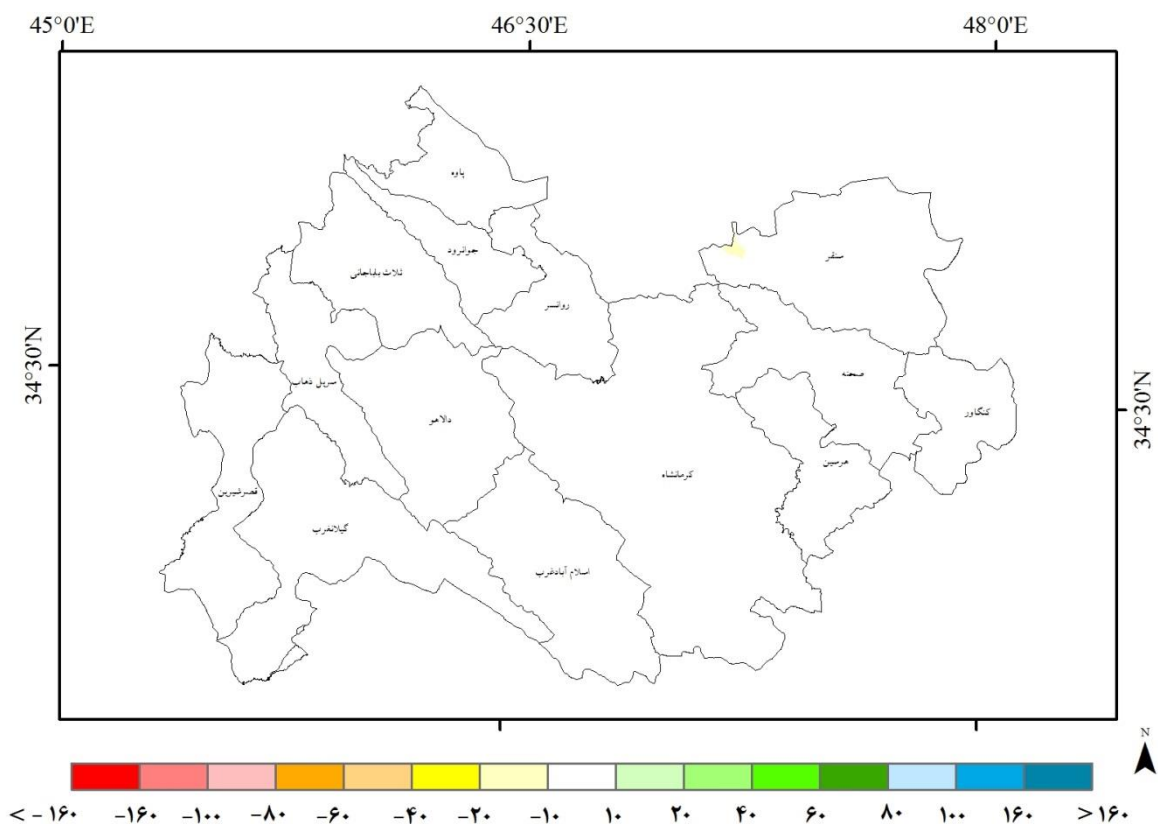 45°0'E 46°30'E 48°0'E
پاوه
جوانرود
سنقر
ثلاث باباجانی
روانسر
34°30'N
سرپل ذهاب
صحنه
34°30'N
کنگاور
دالاهو
هرسین
کرمانشاه
قصرشیرین
گیلانغرب
اسلام آبادغرب
N
< -۱۶۰ -۱۶۰ -۱۰۰ -۸۰ -۶۰ -۴۰ -۲۰ -۱۰ ۱۰ ۲۰ ۴۰ ۶۰ ۸۰ ۱۰۰ ۱۶۰ >۱۶۰